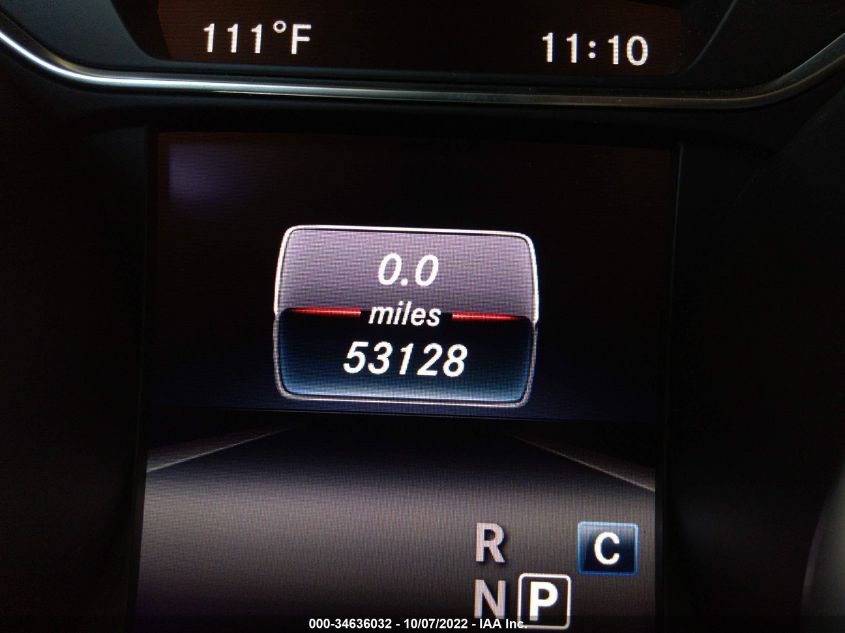 111°F 11:10
0.0
miles
53128
R C
N P
000-34636032 - 10/07/2022 - IAA Inc.